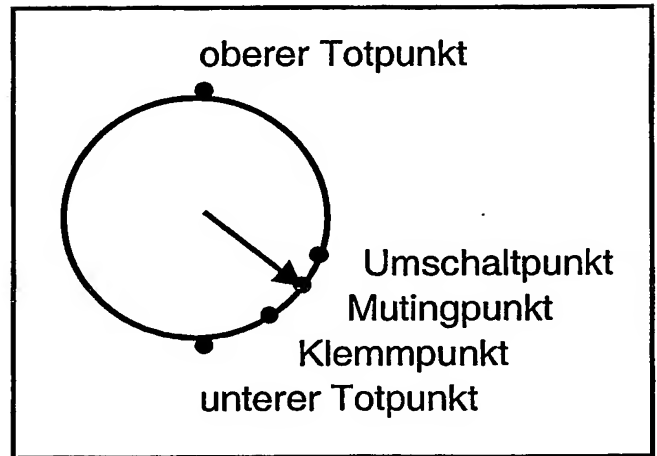 oberer Totpunkt
Umschaltpunkt
Mutingpunkt
Klemmpunkt
unterer Totpunkt